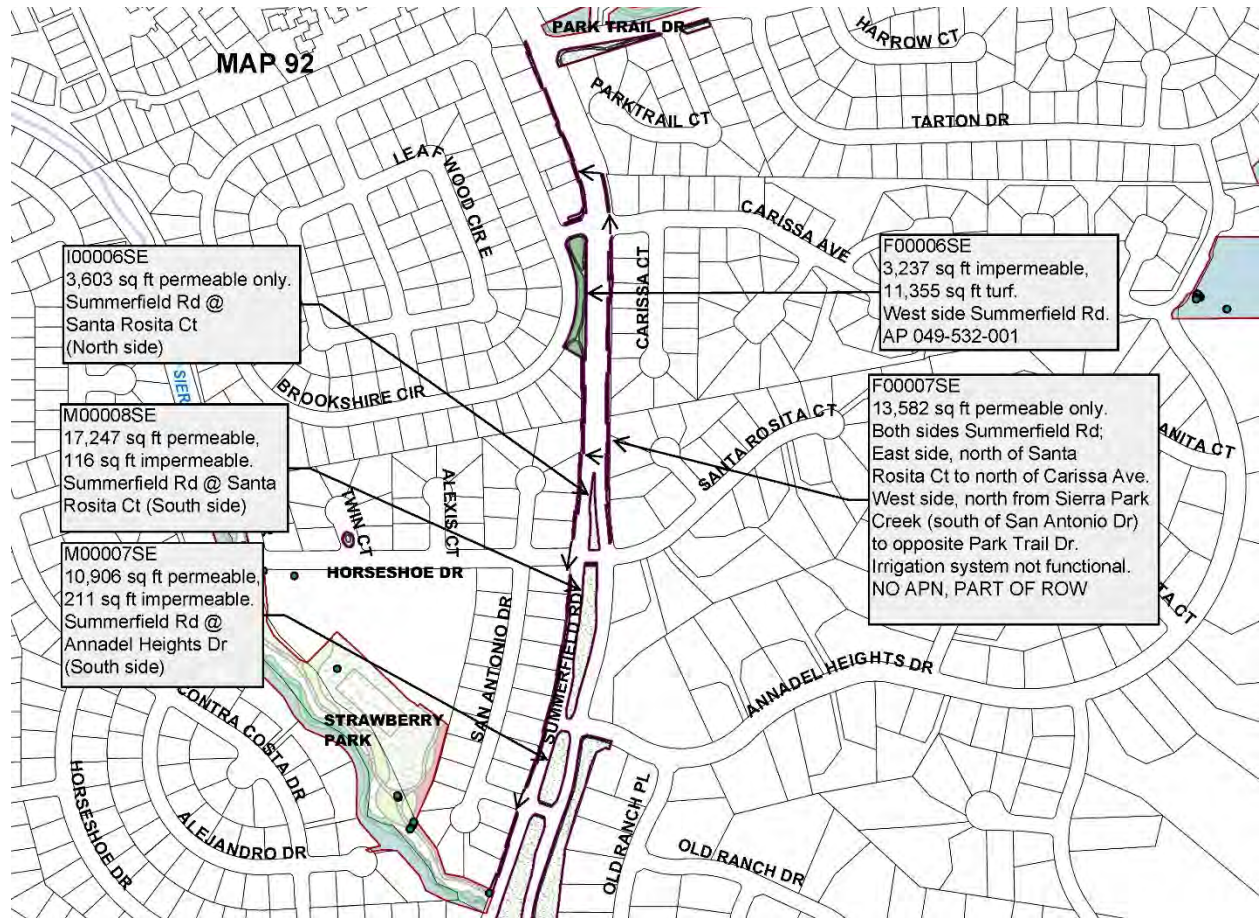 PARK TRAIL DR
HARROW CT
MAP 92
PARKTRAIL CT
TARTON DR
LEAF WOOD CIR E
CARISSA AVE
I00006SE
3,603 sq ft permeable only.
Summerfield Rd @
Santa Rosita Ct
(North side)
F00006SE
3,237 sq ft impermeable,
11,355 sq ft turf.
West side Summerfield Rd.
AP 049-532-001
CARISSA CT
SIER
BROOKSHIRE CIR
F00007SE
13,582 sq ft permeable only.
Both sides Summerfield Rd;
East side, north of Santa
Rosita Ct to north of Carissa Ave.
West side, north from Sierra Park
Creek (south of San Antonio Dr)
to opposite Park Trail Dr.
Irrigation system not functional.
NO APN, PART OF ROW
M00008SE
17,247 sq ft permeable,
116 sq ft impermeable.
Summerfield Rd @ Santa
Rosita Ct (South side)
SANTA ROSITA CT
ANITA CT
TWIN CT
ALEXIS CT
M00007SE
10,906 sq ft permeable,
211 sq ft impermeable.
Summerfield Rd @
Annadel Heights Dr
(South side)
HORSESHOE DR
TA CT
SAN ANTONIO DR
SUMMERFIELD RD
ANNADEL HEIGHTS DR
CONTRA COSTA DR
STRAWBERRY
PARK
HORSESHOE DR
ALEJANDRO DR
OLD RANCH PL
OLD RANCH DR